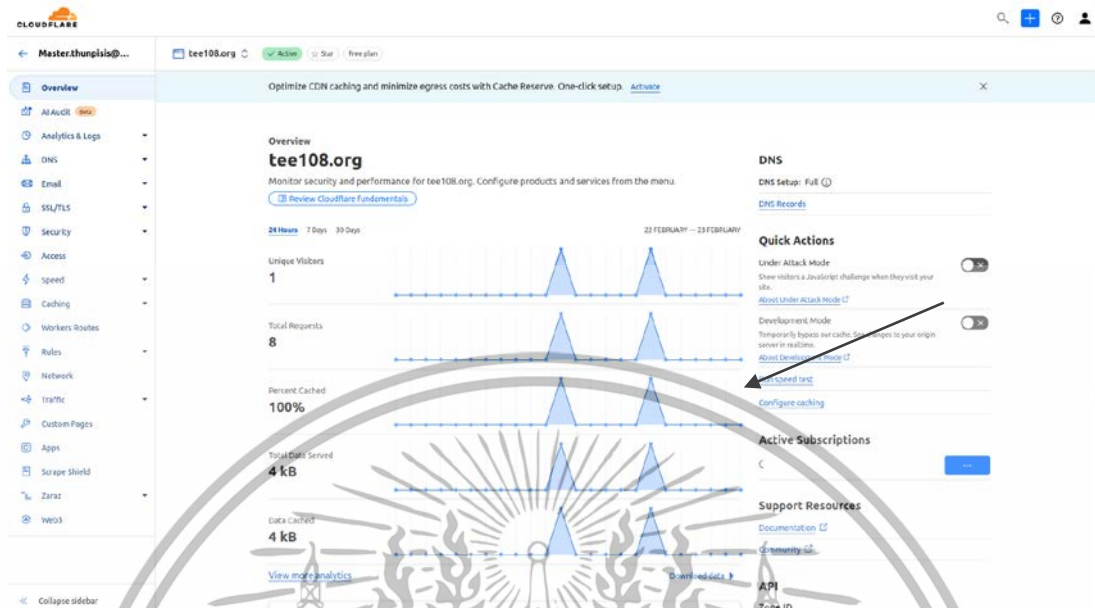 CLOUDFLARE
Master.thunpisis@...
tee108.org
Active
Star
Free plan
Overview
AI Audit Beta
Analytics & Logs
DNS
Email
SSL/TLS
Security
Access
Speed
Caching
Workers Routes
Rules
Network
Traffic
Custom Pages
Apps
Scrape Shield
Zaraz
Web3
Collapse sidebar
Optimize CDN caching and minimize egress costs with Cache Reserve. One-click setup. Activate
Overview
tee108.org
Monitor security and performance for tee108.org. Configure products and services from the menu.
Review Cloudflare fundamentals
24 Hours 7 Days 30 Days
22 FEBRUARY — 23 FEBRUARY
Unique Visitors
1
Total Requests
8
Percent Cached
100%
Total Data Served
4 kB
Data Cached
4 kB
View more analytics
Download data
DNS
DNS Setup: Full
DNS Records
Quick Actions
Under Attack Mode
Show visitors a JavaScript challenge when they visit your
site.
About Under Attack Mode
Development Mode
Temporarily bypass our cache. See changes to your origin
server in realtime.
About Development Mode
speed test
Configure caching
Active Subscriptions
Support Resources
Documentation
Community
API
Zone ID